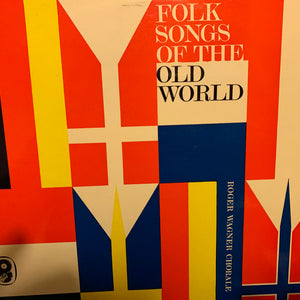 FOLK
SONGS
OF THE
OLD
WORLD
ROGER WAGNER CHORALE